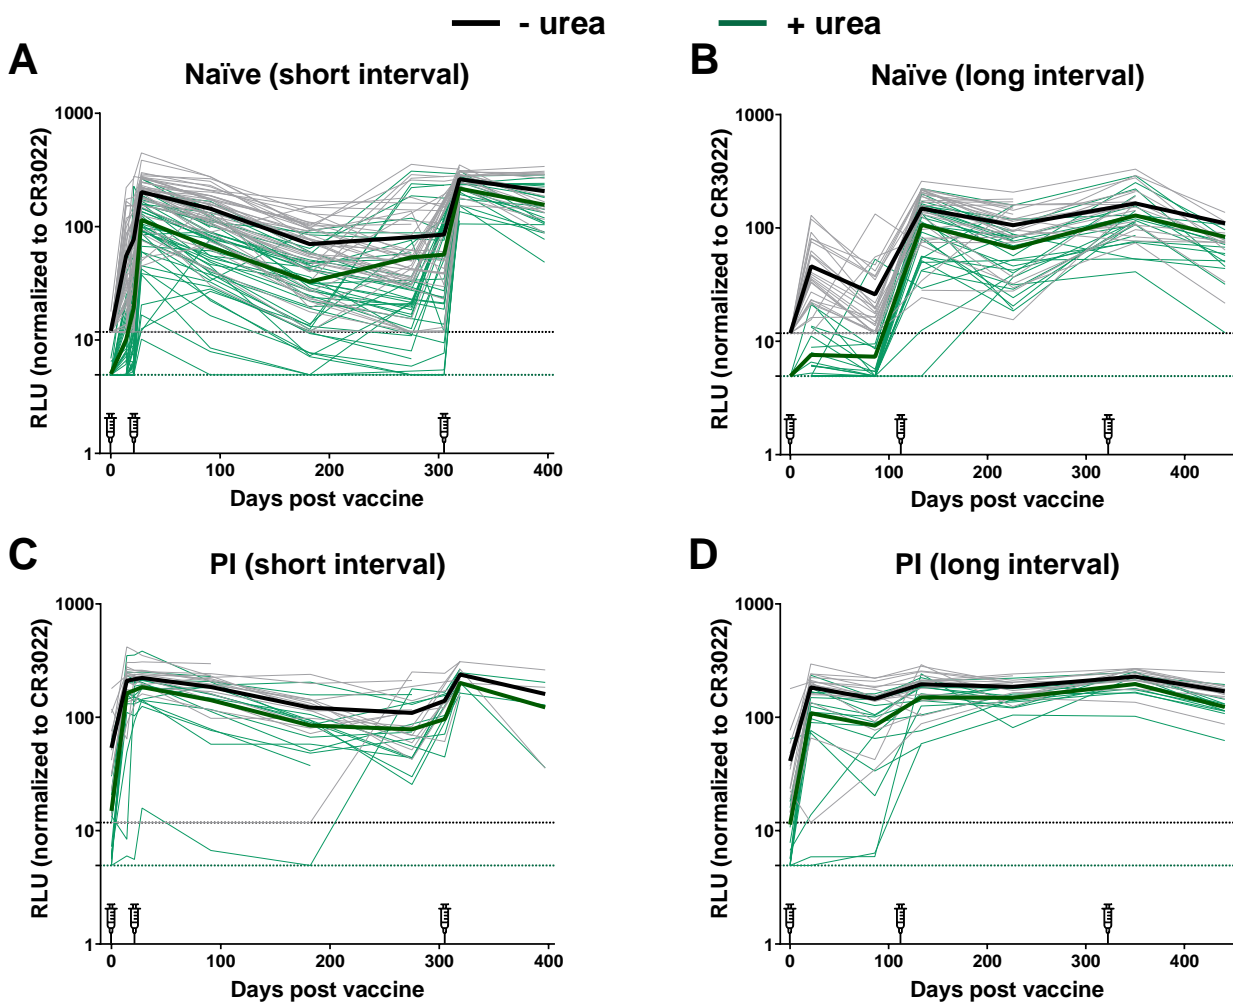 - urea + urea
A
Naïve (short interval)
RLU (normalized to CR3022)
1000
100
10
1
0 100 200 300 400
Days post vaccine
B
Naïve (long interval)
RLU (normalized to CR3022)
1000
100
10
1
0 100 200 300 400
Days post vaccine
C
PI (short interval)
RLU (normalized to CR3022)
1000
100
10
1
0 100 200 300 400
Days post vaccine
D
PI (long interval)
RLU (normalized to CR3022)
1000
100
10
1
0 100 200 300 400
Days post vaccine